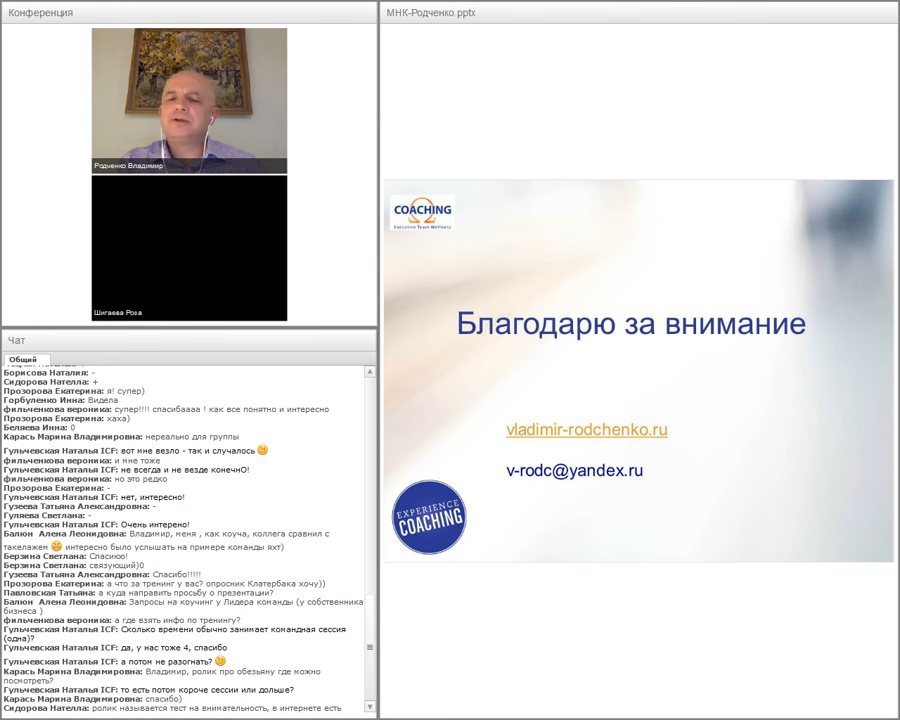 Конференция
Родченко Владимир
Шигаева Роза
Чат
Общий
Борисова Наталия: -
Сидорова Нателла: +
Прозорова Екатерина: я! супер)
Горбуленко Инна: Видела
фильченкова вероника: супер!!!! спасибаааа ! как все понятно и интересно
Прозорова Екатерина: хаха)
Беляева Инна: 0
Карась Марина Владимировна: нереально для группы
Гульчевская Наталья ICF: вот мне везло - так и случалось
фильченкова вероника: и мне тоже
Гульчевская Наталья ICF: не всегда и не везде конечнО!
фильченкова вероника: но это редко
Прозорова Екатерина: -
Гульчевская Наталья ICF: нет, интересно!
Гузеева Татьяна Александровна: -
Гуляева Светлана: -
Гульчевская Наталья ICF: Очень интерено!
Балюн Алена Леонидовна: Владимир, меня , как коуча, коллега сравнил с
такелажем интересно было услышать на примере команды яхт)
Берзина Светлана: Спасиюо!
Берзина Светлана: связующий)0
Гузеева Татьяна Александровна: Спасибо!!!!!
Прозорова Екатерина: а что за тренинг у вас? опросник Клатербака хочу))
Павловская Татьяна: а куда направить просьбу о презентации?
Балюн Алена Леонидовна: Запросы на коучинг у Лидера команды (у собственника
бизнеса )
фильченкова вероника: а где взять инфо по тренингу?
Гульчевская Наталья ICF: Сколько времени обычно занимает командная сессия
(одна)?
Гульчевская Наталья ICF: да, у нас тоже 4, спасибо
Гульчевская Наталья ICF: а потом не разогнать?
Карась Марина Владимировна: Владимир, ролик про обезьяну где можно
посмотреть?
Гульчевская Наталья ICF: то есть потом короче сессии или дольше?
Карась Марина Владимировна: спасибо)
Сидорова Нателла: ролик называется тест на внимательность, в интернете есть
МНК-Родченко.pptx
COACHING
Executive Team Wellness
Благодарю за внимание
vladimir-rodchenko.ru
v-rodc@yandex.ru
EXPERIENCE
COACHING